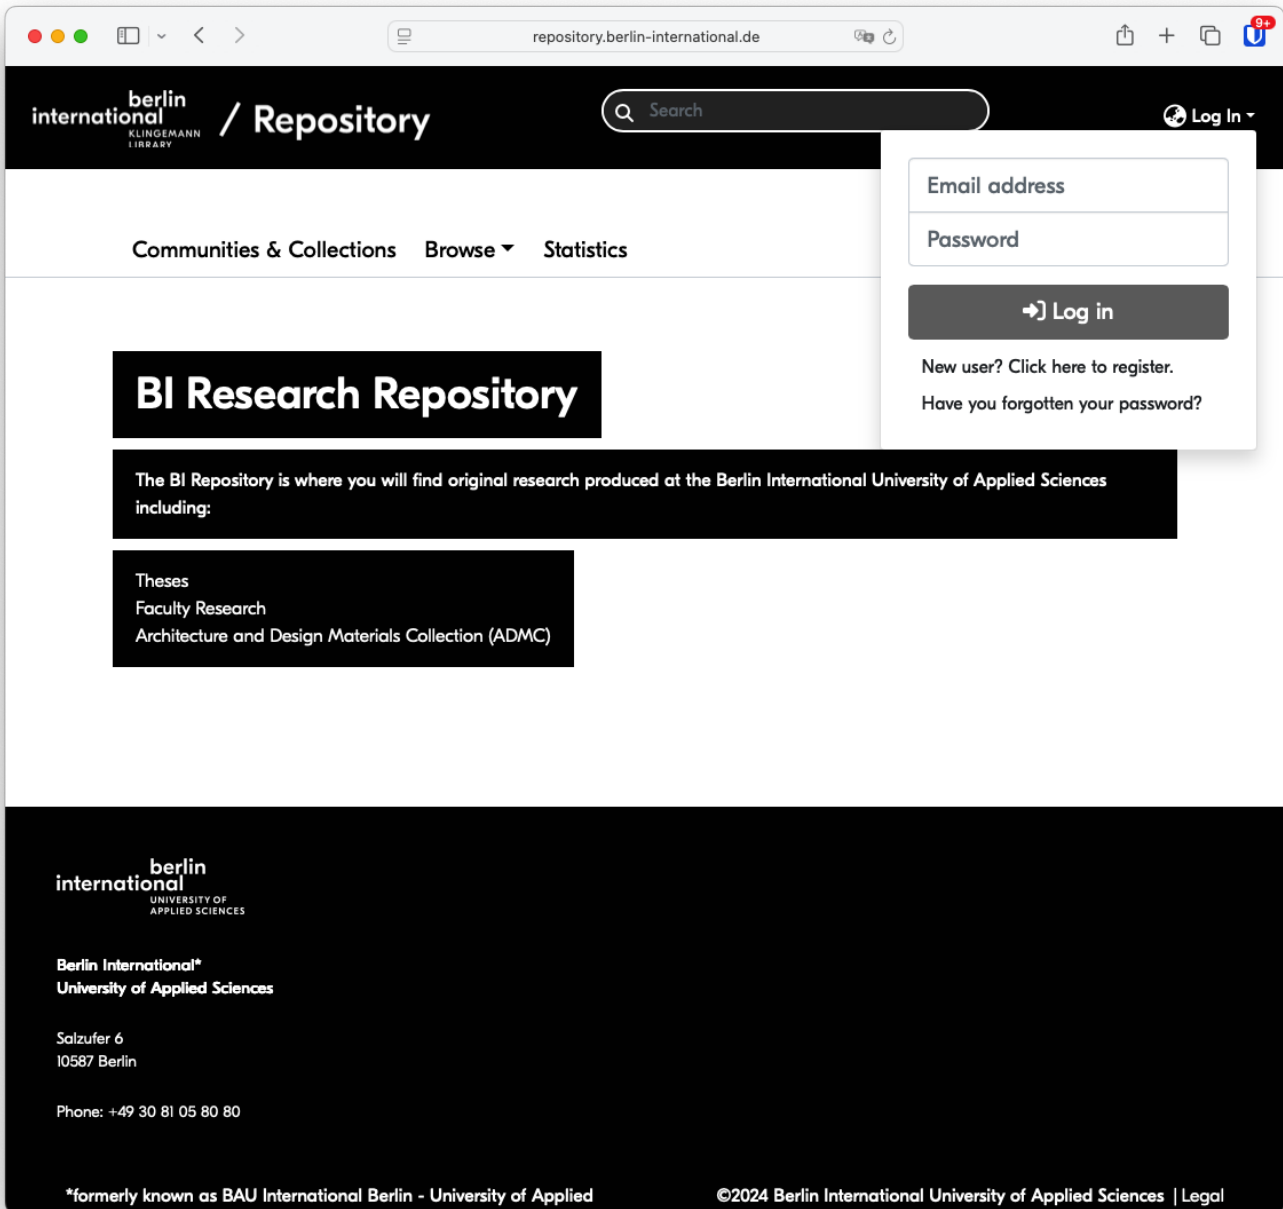 repository.berlin-international.de
9+
berlin
international
KLINGEMANN
LIBRARY
/ Repository
Search
Log In
Email address
Password
Log in
New user? Click here to register.
Have you forgotten your password?
Communities & Collections Browse Statistics
BI Research Repository
The BI Repository is where you will find original research produced at the Berlin International University of Applied Sciences
including:
Theses
Faculty Research
Architecture and Design Materials Collection (ADMC)
berlin
international
UNIVERSITY OF
APPLIED SCIENCES
Berlin International*
University of Applied Sciences
Salzufer 6
10587 Berlin
Phone: +49 30 81 05 80 80
*formerly known as BAU International Berlin - University of Applied
©2024 Berlin International University of Applied Sciences | Legal